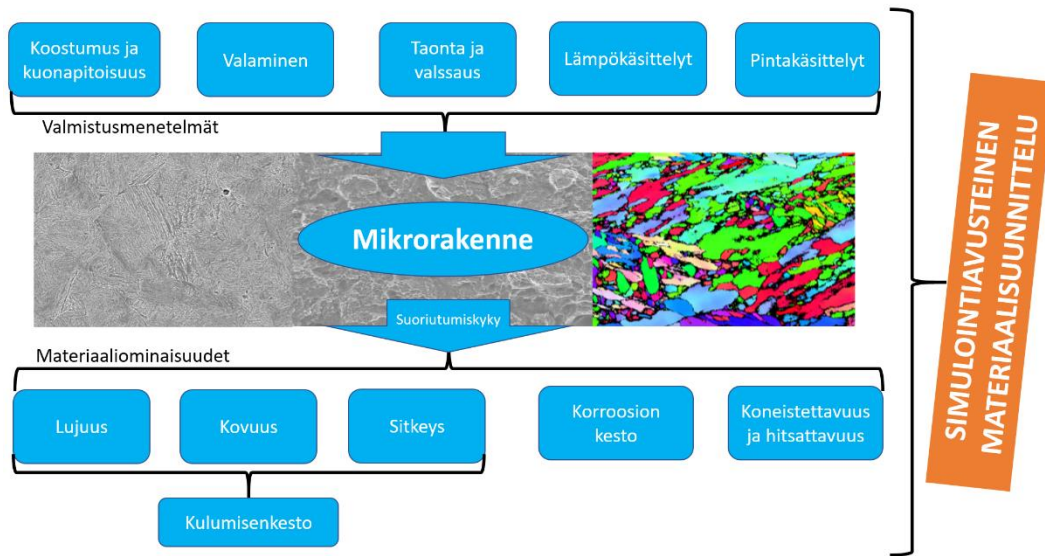 Koostumus ja
kuonapitoisuus
Valaminen
Taonta ja
valssaus
Lämpökäsittelyt
Pintakäsittelyt
Valmistusmenetelmät
Mikrorakenne
Suoriutumiskyky
Materiaaliominaisuudet
Lujuus
Kovuus
Sitkeys
Korroosion
kesto
Koneistettavuus
ja hitsattavuus
Kulumisenkesto
SIMULOINTIAVUSTEINEN
MATERIAALISUUNNITTELU